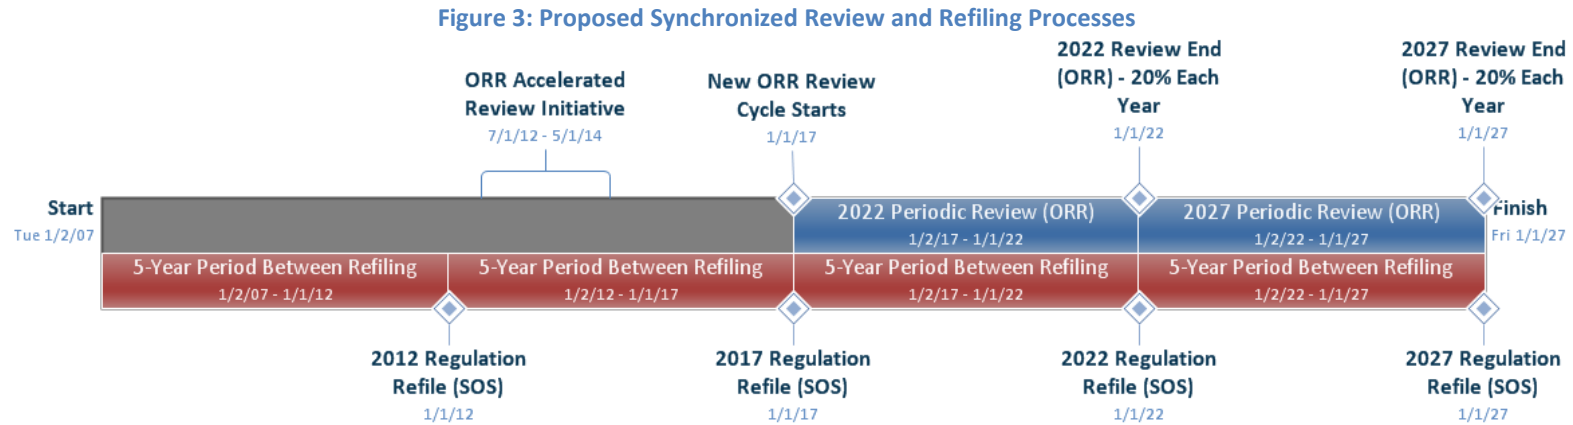 Figure 3: Proposed Synchronized Review and Refiling Processes
ORR Accelerated
Review Initiative
7/1/12 - 5/1/14
New ORR Review
Cycle Starts
1/1/17
2022 Review End
(ORR) - 20% Each
Year
1/1/22
2027 Review End
(ORR) - 20% Each
Year
1/1/27
Start
Tue 1/2/07
2022 Periodic Review (ORR)
1/2/17 - 1/1/22
2027 Periodic Review (ORR)
1/2/22 - 1/1/27
Finish
Fri 1/1/27
5-Year Period Between Refiling
1/2/07 - 1/1/12
5-Year Period Between Refiling
1/2/12 - 1/1/17
5-Year Period Between Refiling
1/2/17 - 1/1/22
5-Year Period Between Refiling
1/2/22 - 1/1/27
2012 Regulation
Refile (SOS)
1/1/12
2017 Regulation
Refile (SOS)
1/1/17
2022 Regulation
Refile (SOS)
1/1/22
2027 Regulation
Refile (SOS)
1/1/27